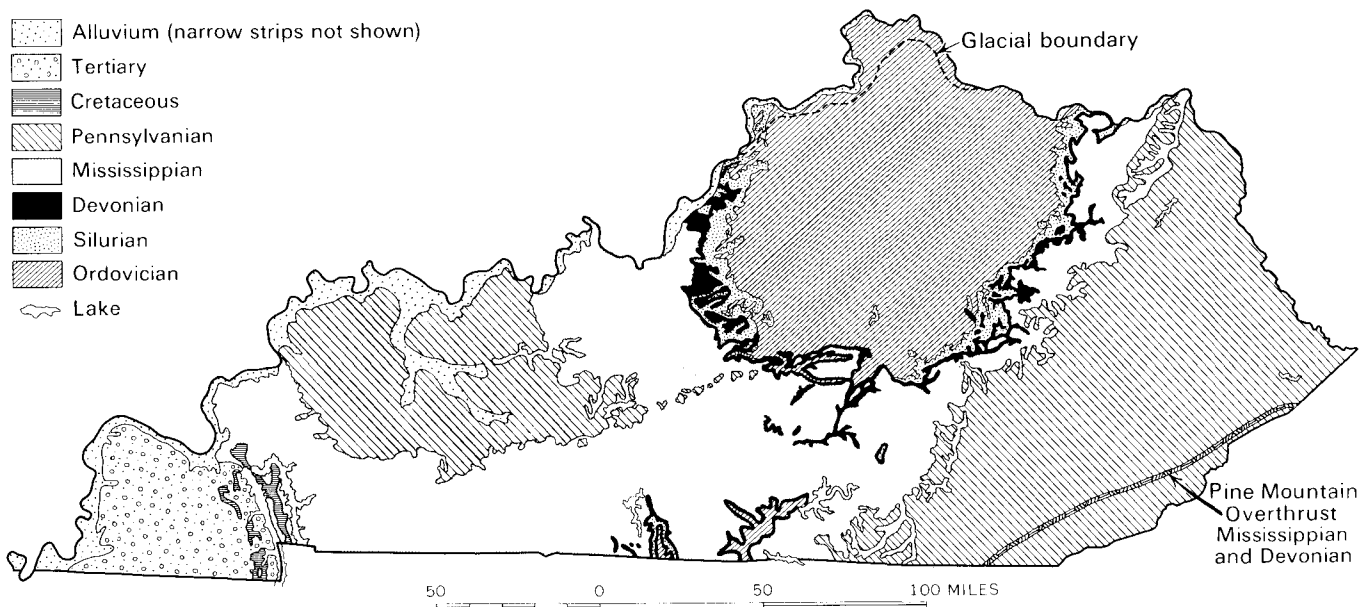 Alluvium (narrow strips not shown)
Tertiary
Cretaceous
Pennsylvanian
Mississippian
Devonian
Silurian
Ordovician
Lake
Glacial boundary
Pine Mountain
Overthrust
Mississippian
and Devonian
50 0 50 100 MILES